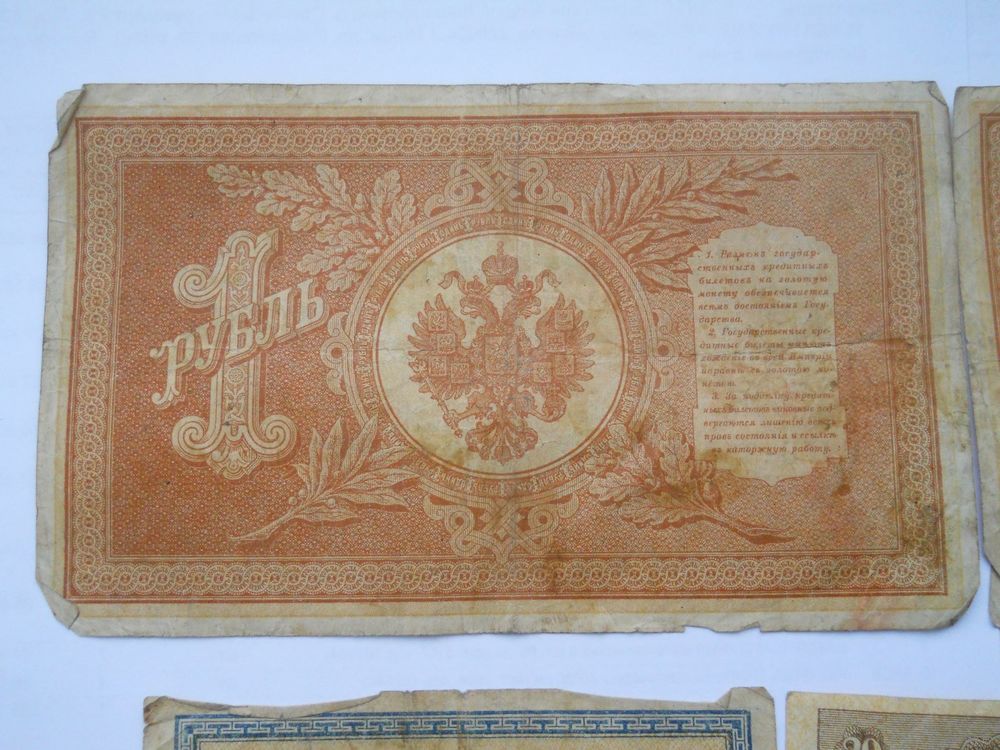 1
РУБЛЬ
1. Размѣнъ государ-
ственныхъ кредитныхъ
билетовъ на золотую
монету обезпечивается
всѣмъ достояніемъ Госу-
дарства.
2. Государственные кре-
дитные билеты имѣютъ
хожденіе во всей Имперіи
наравнѣ съ золотою мо-
нетою.
3. За поддѣлку кредит-
ныхъ билетовъ виновные под-
вергаются лишенію всѣхъ
правъ состоянія и ссылкѣ
въ каторжную работу.
20